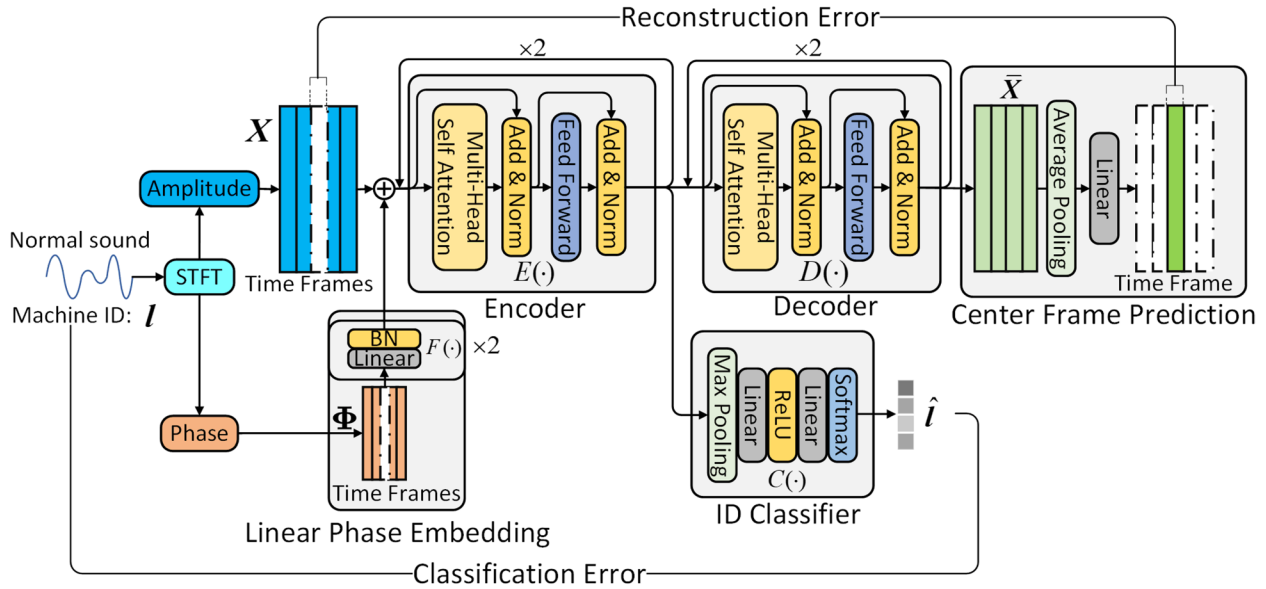 Reconstruction Error
×2
×2
X
Amplitude
Normal sound
STFT
Machine ID: l
Time Frames
Multi-Head
Self Attention
Add & Norm
Feed Forward
Add & Norm
E(·)
Encoder
Multi-Head
Self Attention
Add & Norm
Feed Forward
Add & Norm
D(·)
Decoder
X̄
Average Pooling
Linear
Time Frame
Center Frame Prediction
BN
Linear
F(·)
×2
Phase
Φ
Time Frames
Linear Phase Embedding
Max Pooling
Linear
ReLU
Linear
Softmax
C(·)
ID Classifier
l̂
Classification Error